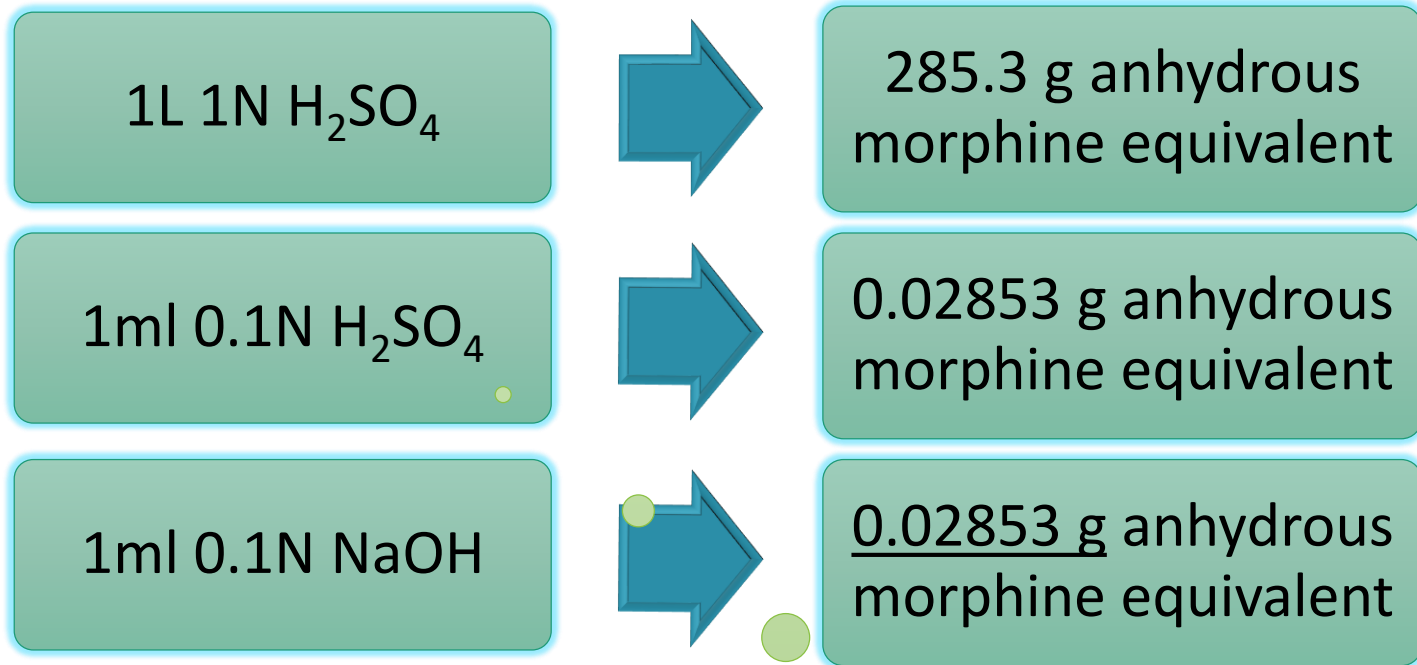 1L 1N H₂SO₄
285.3 g anhydrous
morphine equivalent
1ml 0.1N H₂SO₄
0.02853 g anhydrous
morphine equivalent
1ml 0.1N NaOH
0.02853 g anhydrous
morphine equivalent